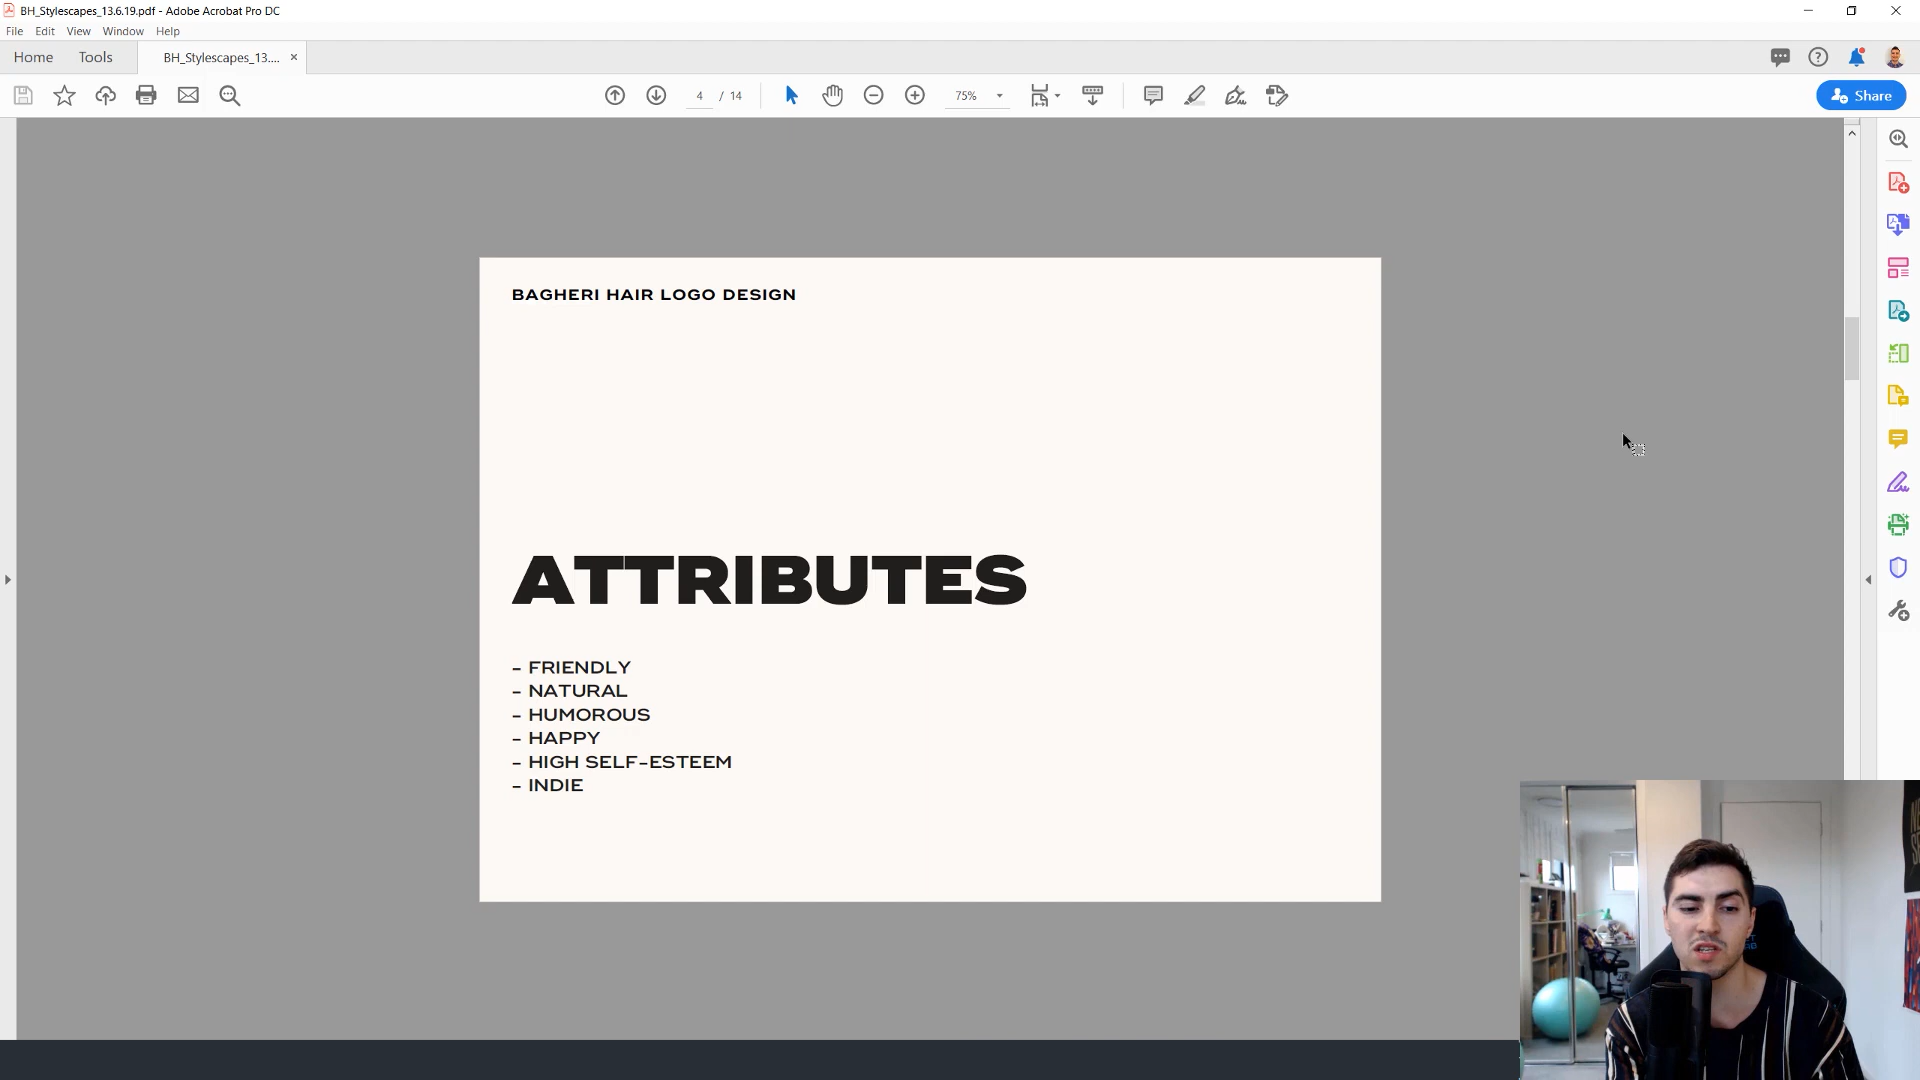 BH_Stylescapes_13.6.19.pdf - Adobe Acrobat Pro DC
File Edit View Window Help
Home Tools BH_Stylescapes_13....
4 / 14 75% Share
BAGHERI HAIR LOGO DESIGN
ATTRIBUTES
- FRIENDLY
- NATURAL
- HUMOROUS
- HAPPY
- HIGH SELF-ESTEEM
- INDIE